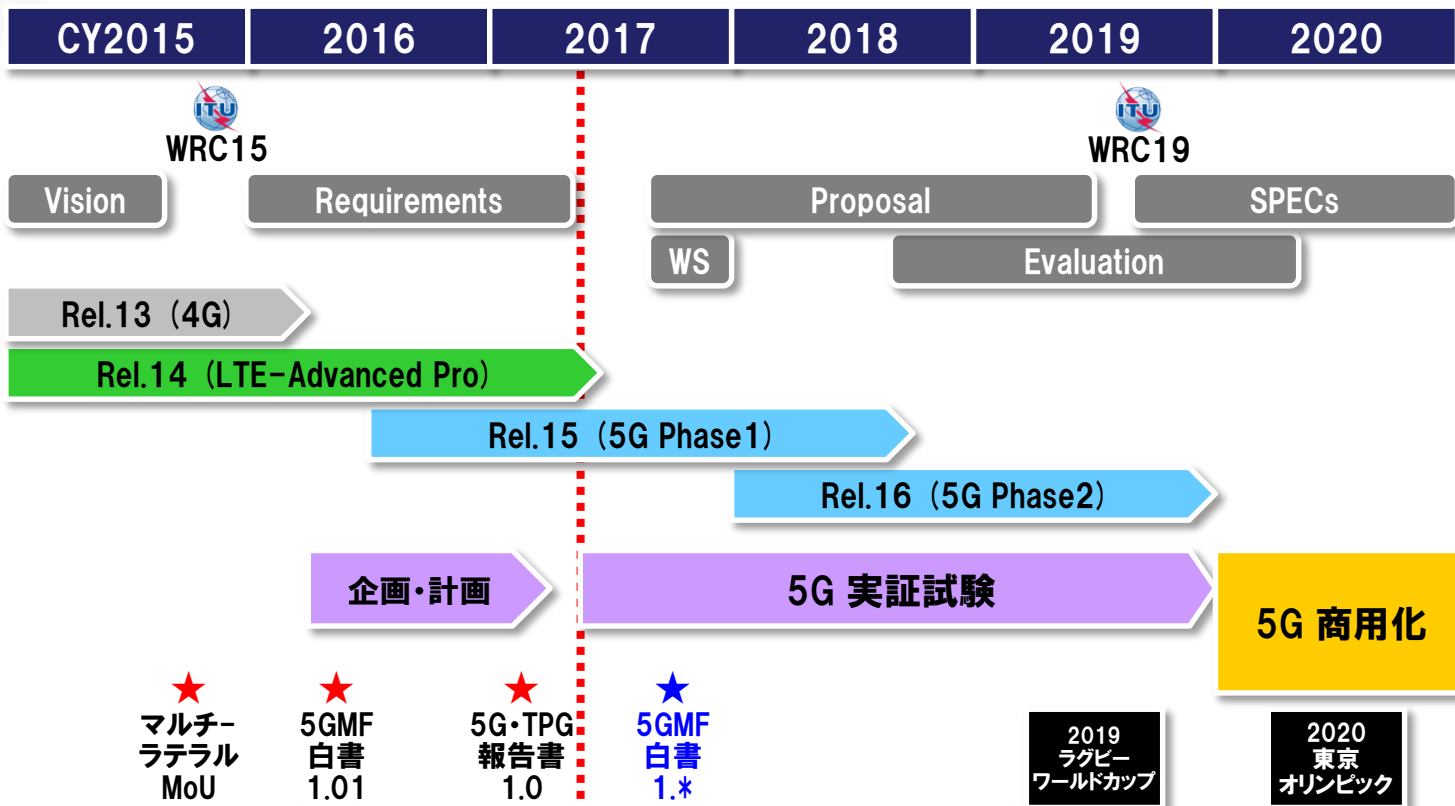 CY2015 2016 2017 2018 2019 2020
ITU
WRC15
ITU
WRC19
Vision
Requirements
Proposal
SPECs
WS
Evaluation
Rel.13 (4G)
Rel.14 (LTE-Advanced Pro)
Rel.15 (5G Phase1)
Rel.16 (5G Phase2)
企画・計画
5G 実証試験
5G 商用化
★
マルチー
ラテラル
MoU
★
5GMF
白書
1.01
★
5G・TPG
報告書
1.0
★
5GMF
白書
1.*
2019
ラグビー
ワールドカップ
2020
東京
オリンピック